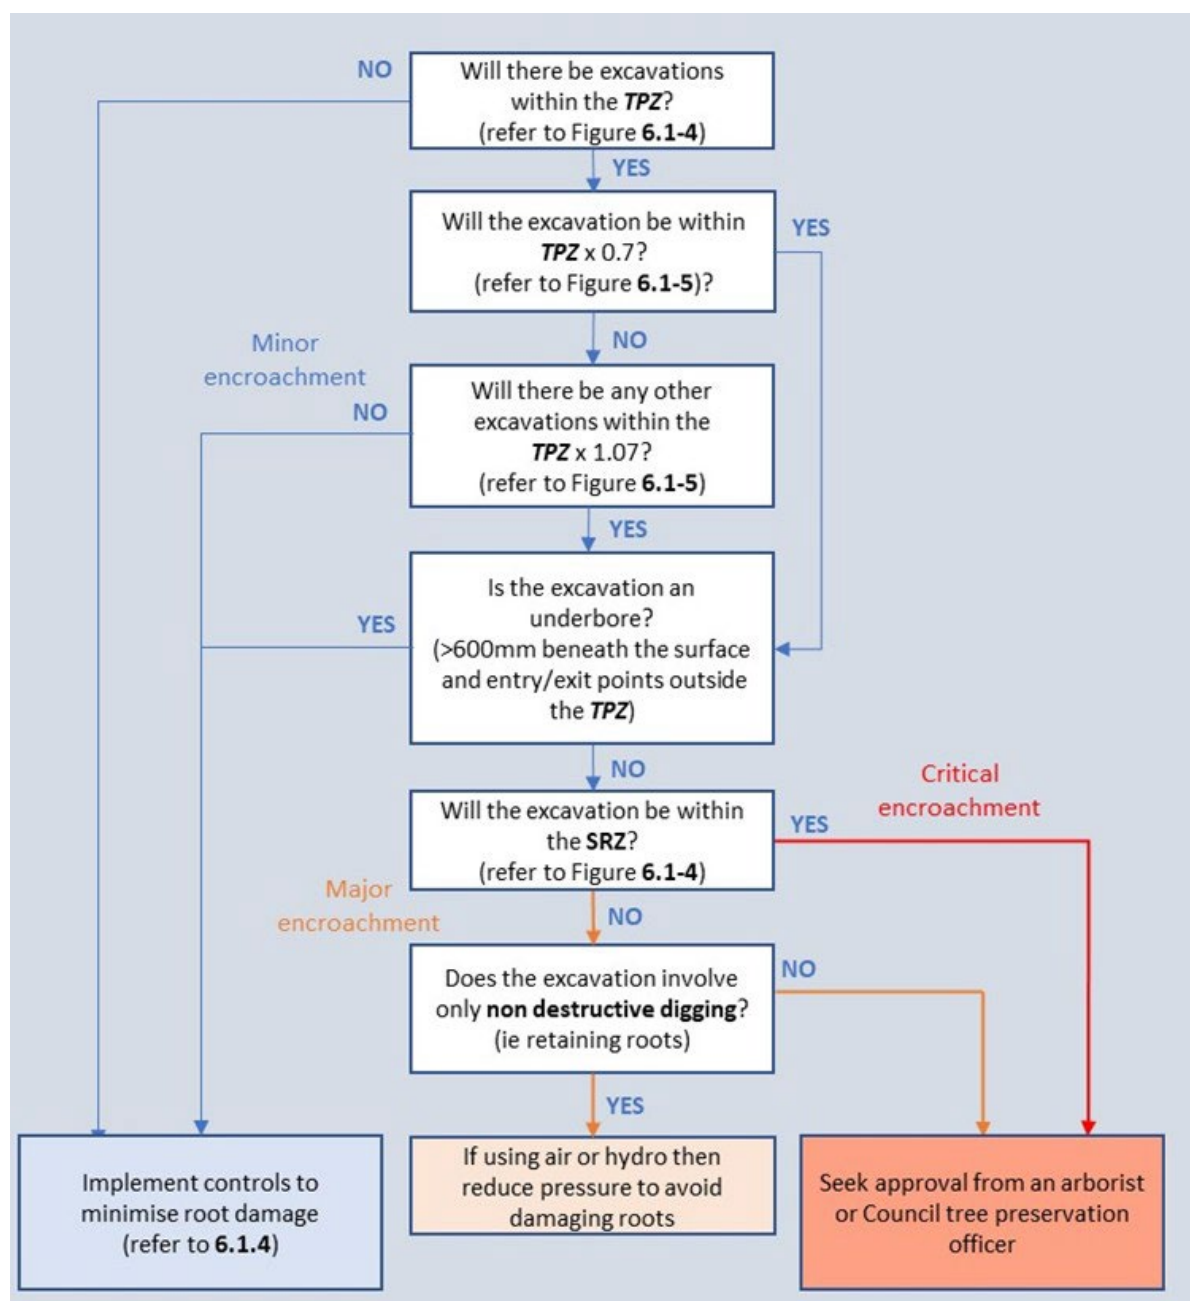 NO
Will there be excavations
within the TPZ?
(refer to Figure 6.1-4)
YES
Will the excavation be within
TPZ x 0.7?
(refer to Figure 6.1-5)?
YES
NO
Minor
encroachment
NO
Will there be any other
excavations within the
TPZ x 1.07?
(refer to Figure 6.1-5)
YES
Is the excavation an
underbore?
(>600mm beneath the surface
and entry/exit points outside
the TPZ)
YES
NO
Critical
encroachment
Will the excavation be within
the SRZ?
(refer to Figure 6.1-4)
YES
Major
encroachment
NO
Does the excavation involve
only non destructive digging?
(ie retaining roots)
NO
YES
Implement controls to
minimise root damage
(refer to 6.1.4)
If using air or hydro then
reduce pressure to avoid
damaging roots
Seek approval from an arborist
or Council tree preservation
officer